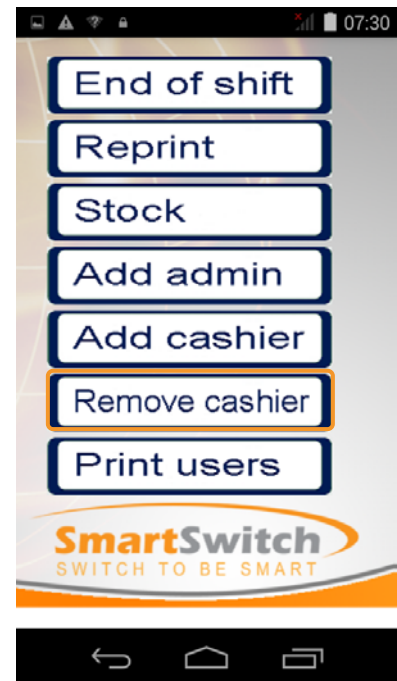 07:30
End of shift
Reprint
Stock
Add admin
Add cashier
Remove cashier
Print users
SmartSwitch
SWITCH TO BE SMART